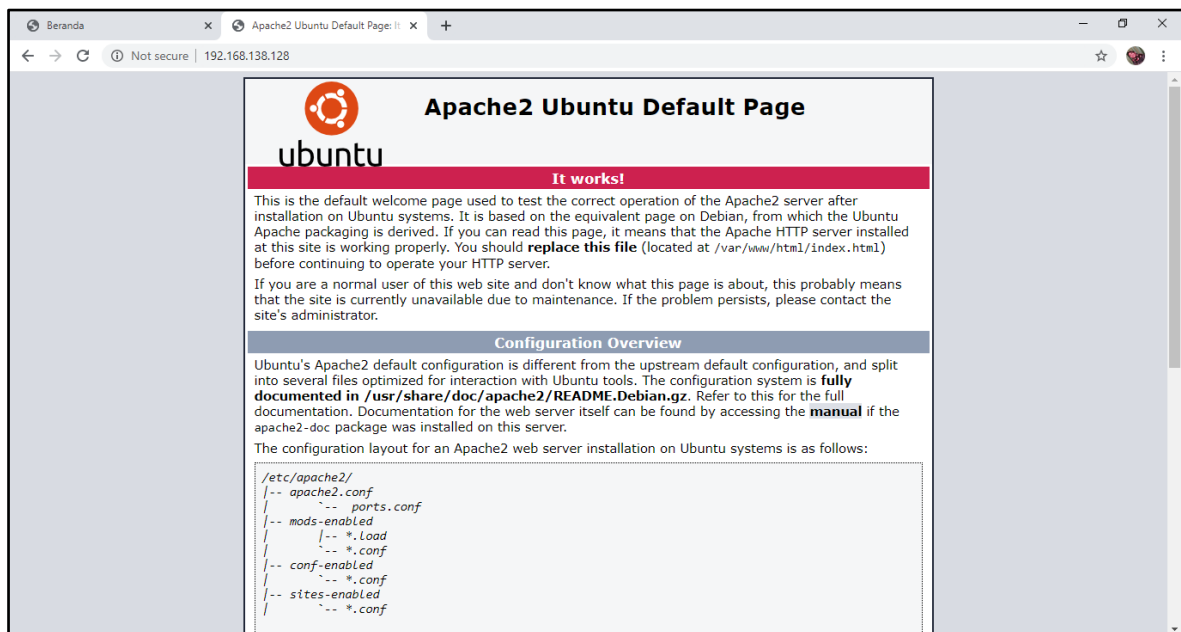 Beranda
Apache2 Ubuntu Default Page: It
Not secure
192.168.138.128
ubuntu
Apache2 Ubuntu Default Page
It works!
This is the default welcome page used to test the correct operation of the Apache2 server after
installation on Ubuntu systems. It is based on the equivalent page on Debian, from which the Ubuntu
Apache packaging is derived. If you can read this page, it means that the Apache HTTP server installed
at this site is working properly. You should replace this file (located at /var/www/html/index.html)
before continuing to operate your HTTP server.
If you are a normal user of this web site and don't know what this page is about, this probably means
that the site is currently unavailable due to maintenance. If the problem persists, please contact the
site's administrator.
Configuration Overview
Ubuntu's Apache2 default configuration is different from the upstream default configuration, and split
into several files optimized for interaction with Ubuntu tools. The configuration system is fully
documented in /usr/share/doc/apache2/README.Debian.gz. Refer to this for the full
documentation. Documentation for the web server itself can be found by accessing the manual if the
apache2-doc package was installed on this server.
The configuration layout for an Apache2 web server installation on Ubuntu systems is as follows:
/etc/apache2/
|-- apache2.conf
|       `--  ports.conf
|-- mods-enabled
|       |-- *.load
|       `-- *.conf
|-- conf-enabled
|       `-- *.conf
|-- sites-enabled
|       `-- *.conf